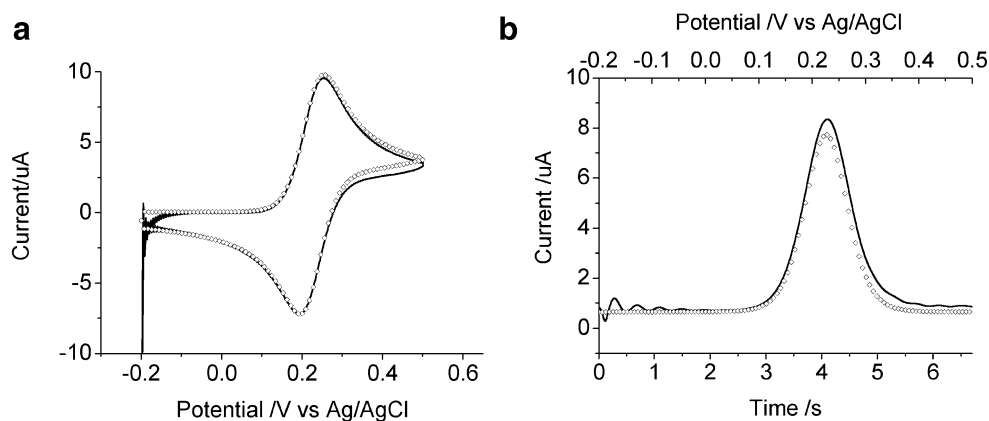 a
b
10
5
0
-5
-10
Current/uA
-0.2 0.0 0.2 0.4 0.6
Potential /V vs Ag/AgCl
Potential /V vs Ag/AgCl
-0.2 -0.1 0.0 0.1 0.2 0.3 0.4 0.5
10
8
6
4
2
0
Current /uA
0 1 2 3 4 5 6
Time /s